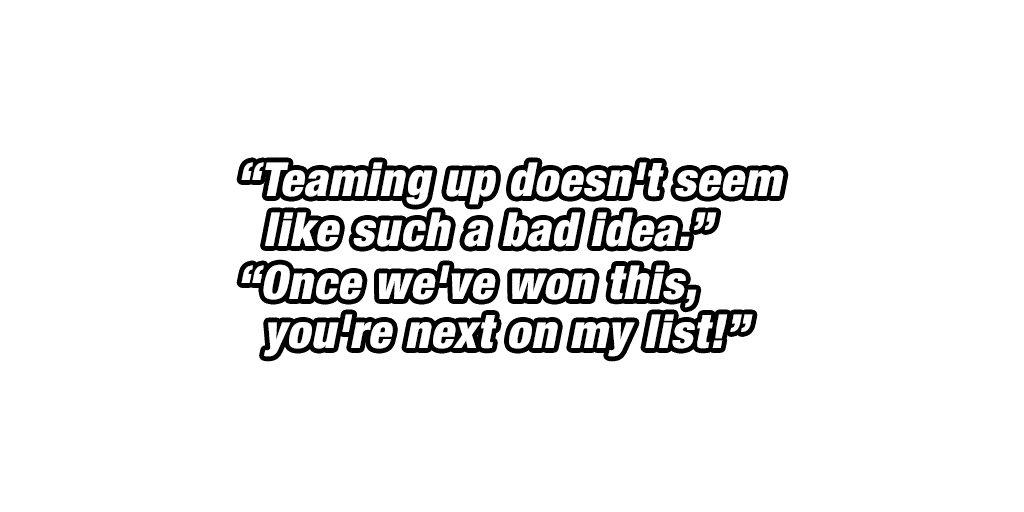 “Teaming up doesn't seem
like such a bad idea.”
“Once we've won this,
you're next on my list!”